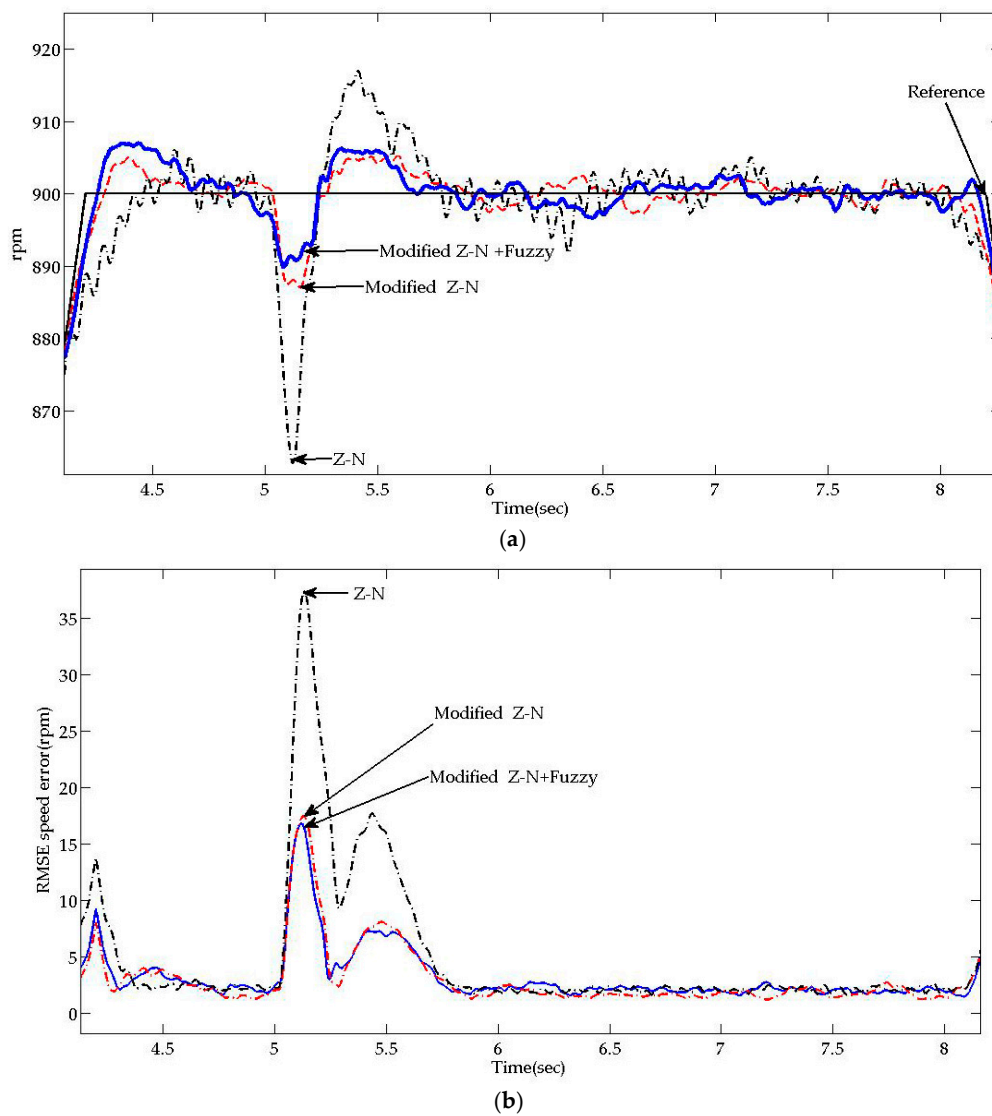 920
910
900
890
880
870
rpm
Reference
Modified Z-N +Fuzzy
Modified Z-N
Z-N
4.5 5 5.5 6 6.5 7 7.5 8
Time(sec)
(a)
35
30
25
20
15
10
5
0
RMSE speed error(rpm)
Z-N
Modified Z-N
Modified Z-N+Fuzzy
4.5 5 5.5 6 6.5 7 7.5 8
Time(sec)
(b)